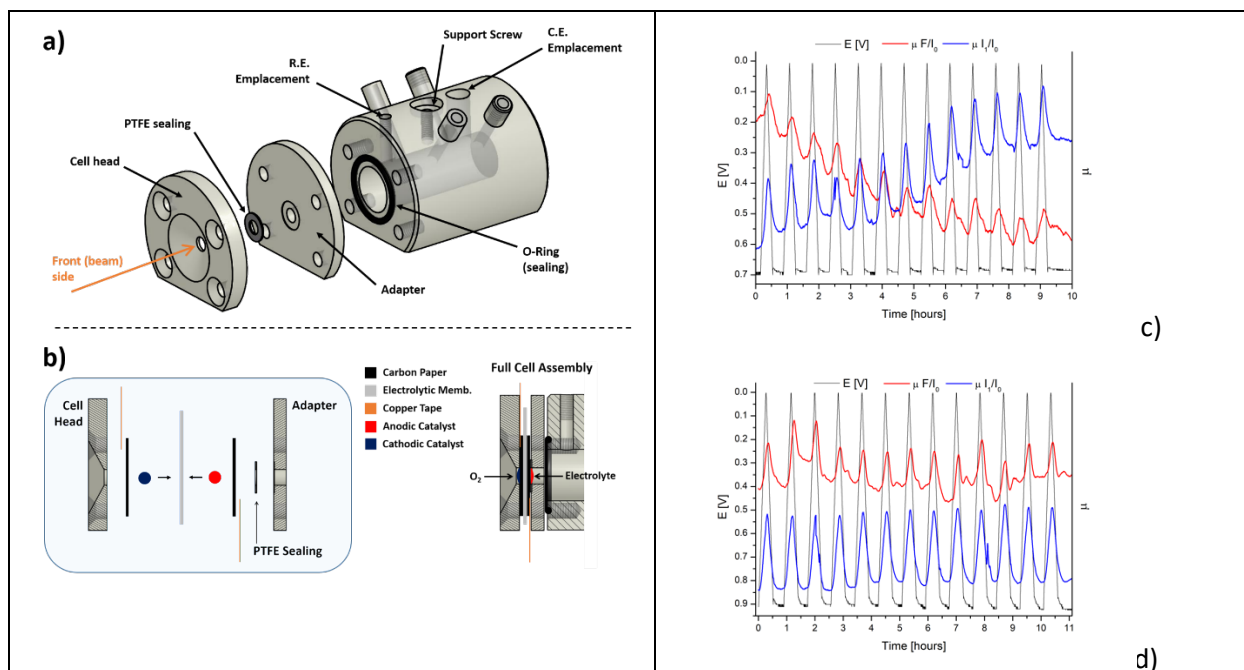 a)
Support Screw
C.E.
Emplacement
R.E.
Emplacement
PTFE sealing
Cell head
Front (beam)
side
O-Ring
(sealing)
Adapter
b)
Cell
Head
Adapter
PTFE Sealing
Carbon Paper
Electrolytic Memb.
Copper Tape
Anodic Catalyst
Cathodic Catalyst
Full Cell Assembly
O₂
Electrolyte
E [V] μ F/I₀ μ I₁/I₀
0.0
0.1
0.2
0.3
0.4
0.5
0.6
0.7
E [V]
μ
0 1 2 3 4 5 6 7 8 9 10
Time [hours]
c)
E [V] μ F/I₀ μ I₁/I₀
0.0
0.1
0.2
0.3
0.4
0.5
0.6
0.7
0.8
0.9
E [V]
μ
0 1 2 3 4 5 6 7 8 9 10 11
Time [hours]
d)